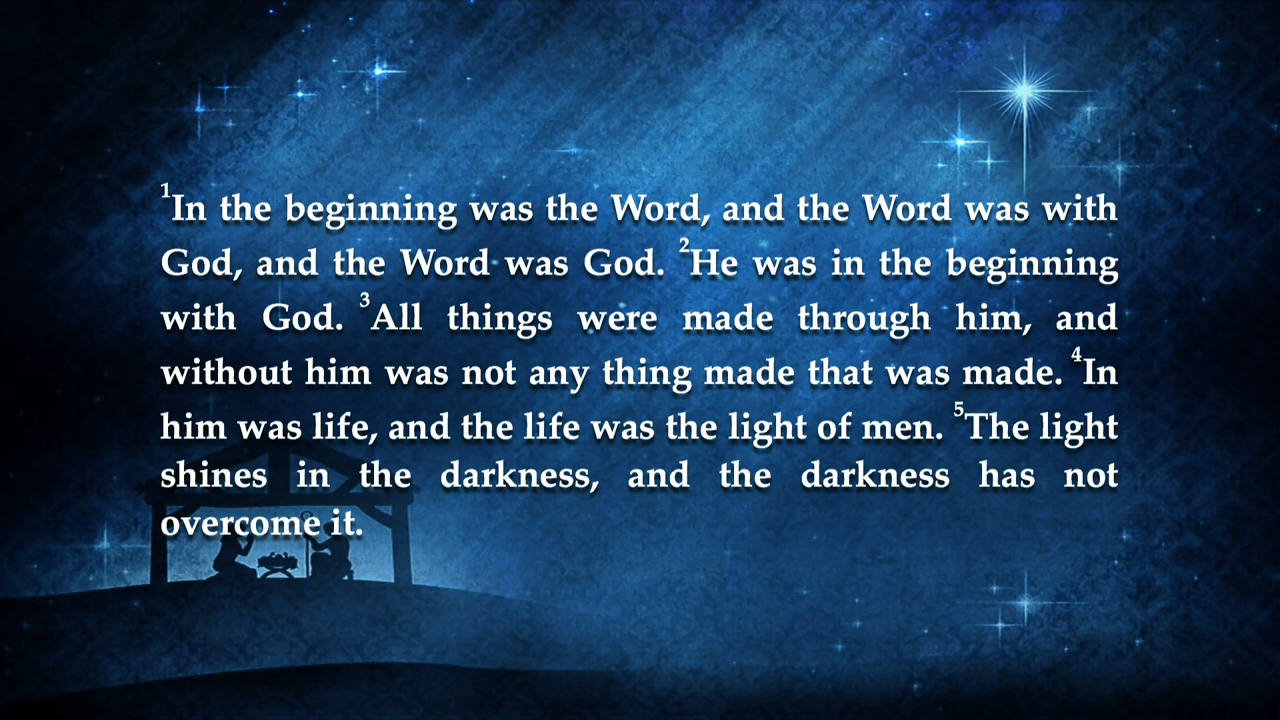 ¹In the beginning was the Word, and the Word was with
God, and the Word was God. ²He was in the beginning
with God. ³All things were made through him, and
without him was not any thing made that was made. ⁴In
him was life, and the life was the light of men. ⁵The light
shines in the darkness, and the darkness has not
overcome it.